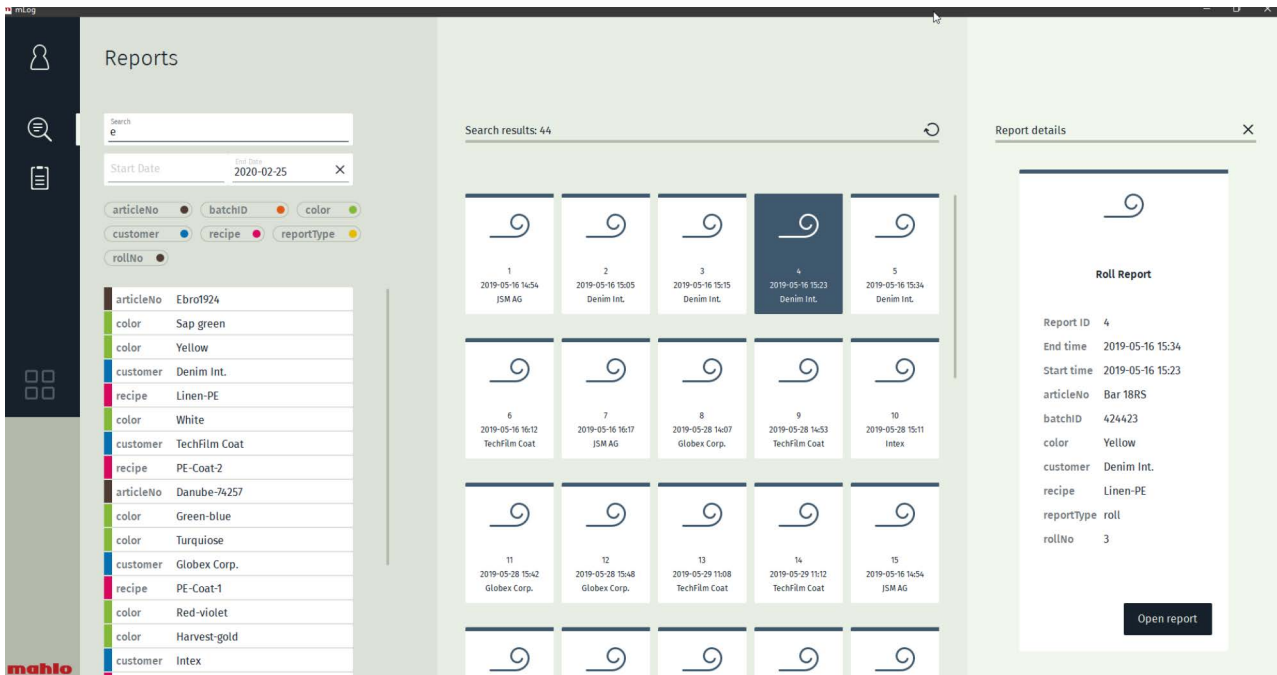 mLog
Reports
Search
e
Start Date
End Date
2020-02-25
articleNo batchID color
customer recipe reportType
rollNo
articleNo Ebro1924
color Sap green
color Yellow
customer Denim Int.
recipe Linen-PE
color White
customer TechFilm Coat
recipe PE-Coat-2
articleNo Danube-74257
color Green-blue
color Turquiose
customer Globex Corp.
recipe PE-Coat-1
color Red-violet
color Harvest-gold
customer Intex
mahlo
Search results: 44
1
2019-05-16 14:54
JSM AG
2
2019-05-16 15:05
Denim Int.
3
2019-05-16 15:15
Denim Int.
4
2019-05-16 15:23
Denim Int.
5
2019-05-16 15:34
Denim Int.
6
2019-05-16 16:12
TechFilm Coat
7
2019-05-16 16:17
JSM AG
8
2019-05-28 14:07
Globex Corp.
9
2019-05-28 14:53
TechFilm Coat
10
2019-05-28 15:11
Intex
11
2019-05-28 15:42
Globex Corp.
12
2019-05-28 15:48
Globex Corp.
13
2019-05-29 11:08
TechFilm Coat
14
2019-05-29 11:12
TechFilm Coat
15
2019-05-16 14:54
JSM AG
Report details
Roll Report
Report ID 4
End time 2019-05-16 15:34
Start time 2019-05-16 15:23
articleNo Bar 18RS
batchID 424423
color Yellow
customer Denim Int.
recipe Linen-PE
reportType roll
rollNo 3
Open report